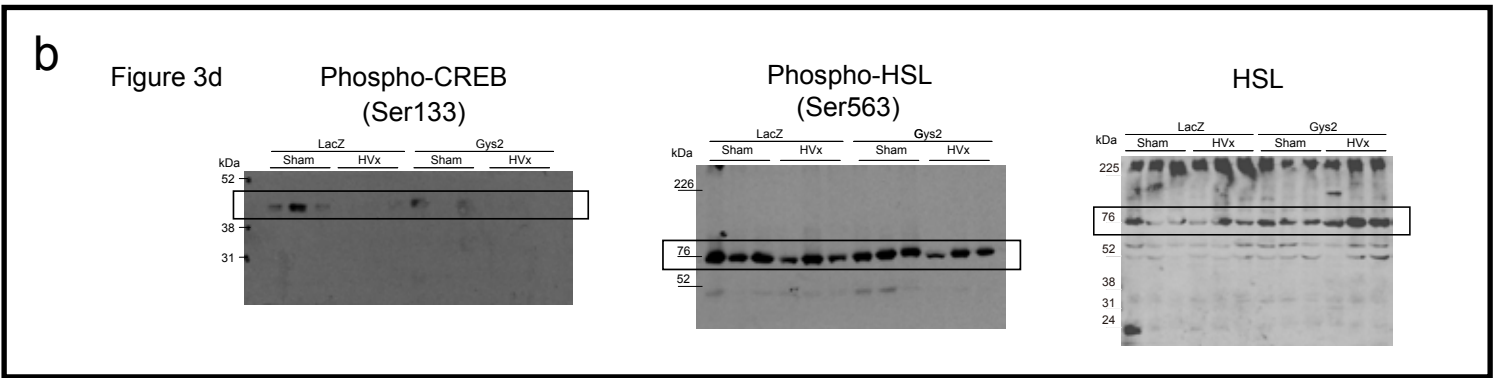 b
Figure 3d
Phospho-CREB
(Ser133)
LacZ Gys2
Sham HVx Sham HVx
kDa
52
38
31
Phospho-HSL
(Ser563)
LacZ Gys2
Sham HVx Sham HVx
kDa
226
76
52
HSL
LacZ Gys2
Sham HVx Sham HVx
kDa
225
76
52
38
31
24